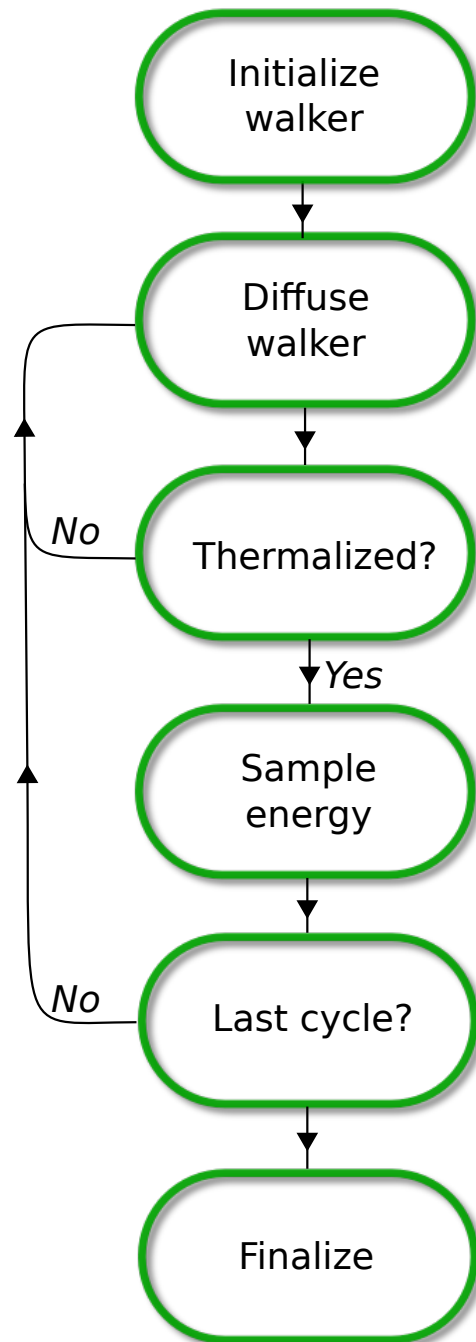 Initialize
walker
Diffuse
walker
No
Thermalized?
Yes
Sample
energy
No
Last cycle?
Finalize